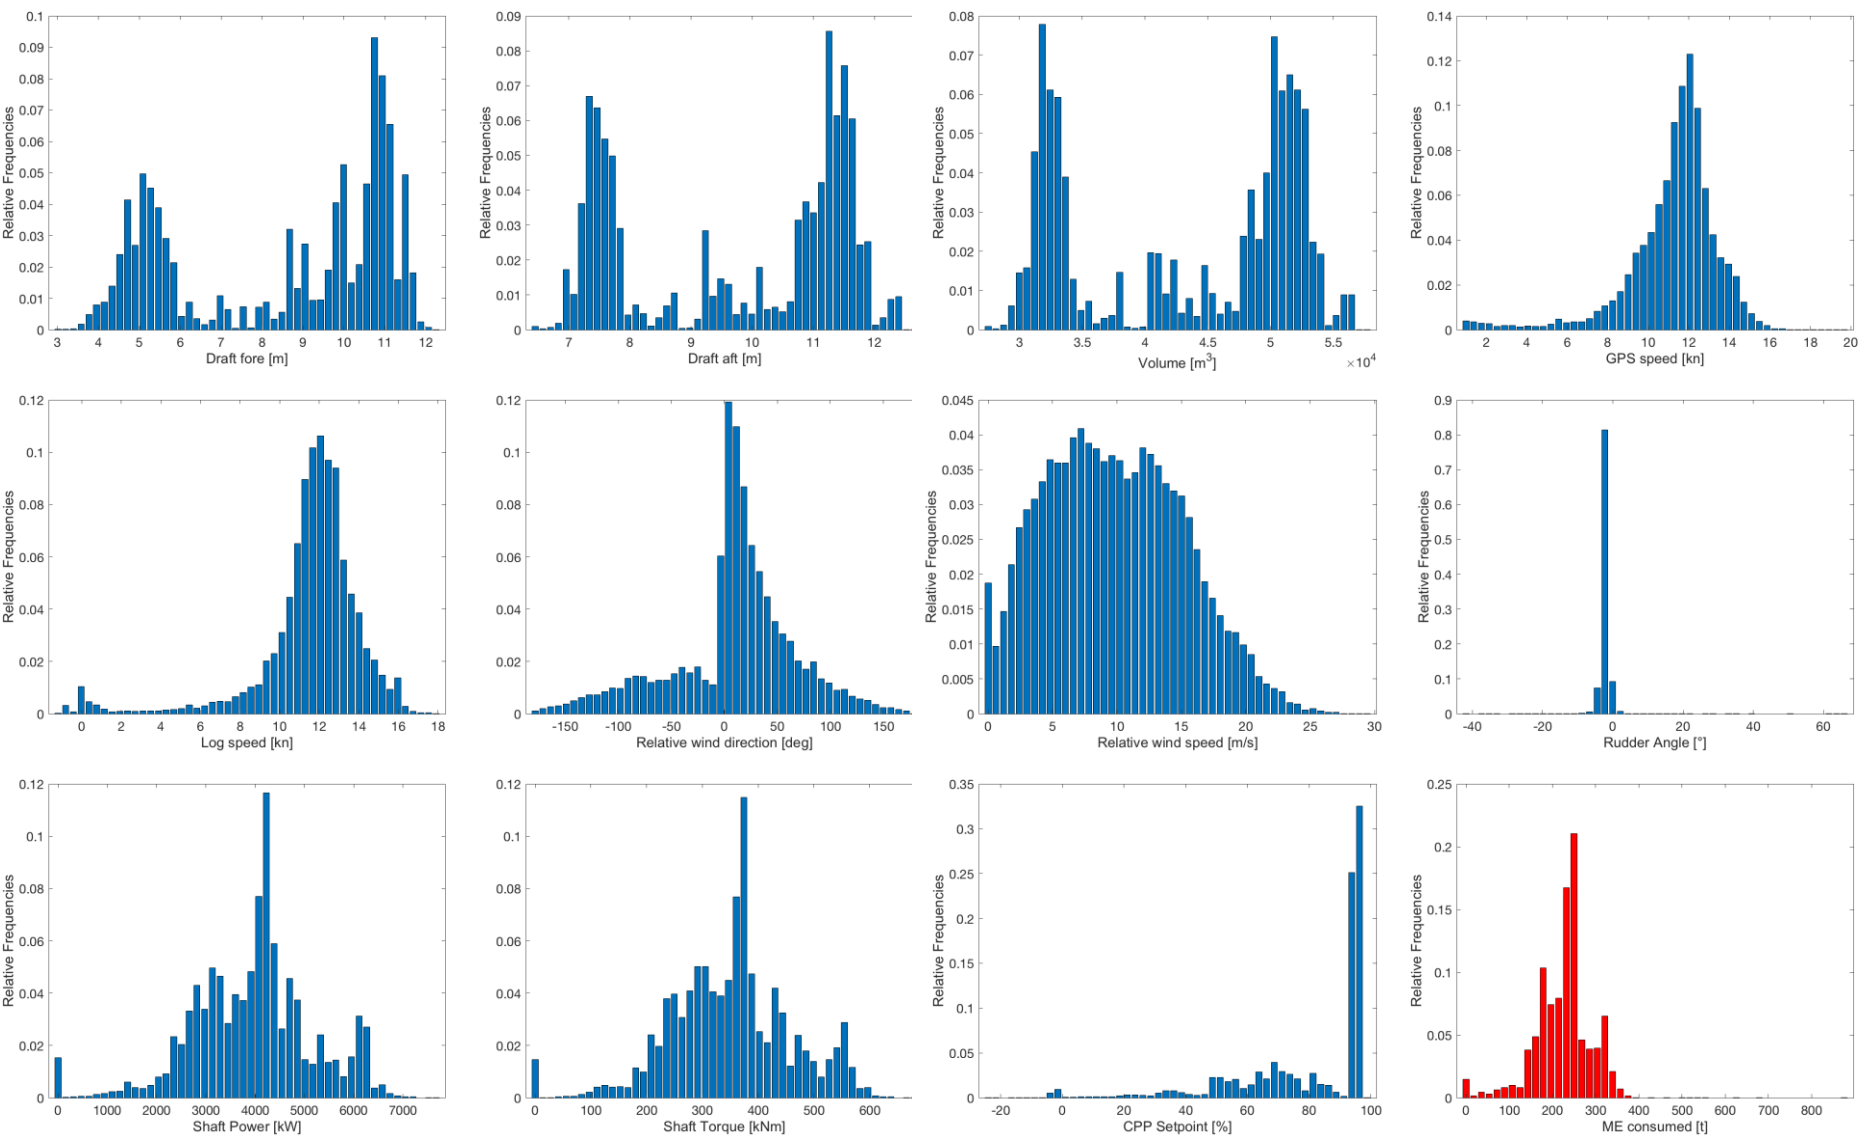 0.1
0.09
0.08
0.07
0.06
0.05
0.04
0.03
0.02
0.01
0
Relative Frequencies
3 4 5 6 7 8 9 10 11 12
Draft fore [m]
0.09
0.08
0.07
0.06
0.05
0.04
0.03
0.02
0.01
0
Relative Frequencies
7 8 9 10 11 12
Draft aft [m]
0.08
0.07
0.06
0.05
0.04
0.03
0.02
0.01
0
Relative Frequencies
3 3.5 4 4.5 5 5.5
×10⁴
Volume [m³]
0.14
0.12
0.1
0.08
0.06
0.04
0.02
0
Relative Frequencies
2 4 6 8 10 12 14 16 18 20
GPS speed [kn]
0.12
0.1
0.08
0.06
0.04
0.02
0
Relative Frequencies
0 2 4 6 8 10 12 14 16 18
Log speed [kn]
0.12
0.1
0.08
0.06
0.04
0.02
0
Relative Frequencies
-150 -100 -50 0 50 100 150
Relative wind direction [deg]
0.045
0.04
0.035
0.03
0.025
0.02
0.015
0.01
0.005
0
Relative Frequencies
0 5 10 15 20 25 30
Relative wind speed [m/s]
0.9
0.8
0.7
0.6
0.5
0.4
0.3
0.2
0.1
0
Relative Frequencies
-40 -20 0 20 40 60
Rudder Angle [°]
0.12
0.1
0.08
0.06
0.04
0.02
0
Relative Frequencies
0 1000 2000 3000 4000 5000 6000 7000
Shaft Power [kW]
0.12
0.1
0.08
0.06
0.04
0.02
0
Relative Frequencies
0 100 200 300 400 500 600
Shaft Torque [kNm]
0.35
0.3
0.25
0.2
0.15
0.1
0.05
0
Relative Frequencies
-20 0 20 40 60 80 100
CPP Setpoint [%]
0.25
0.2
0.15
0.1
0.05
0
Relative Frequencies
0 100 200 300 400 500 600 700 800
ME consumed [t]